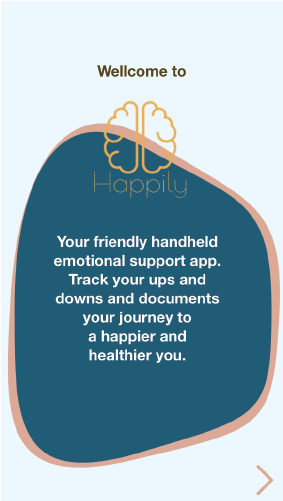 Wellcome to
Happily
Your friendly handheld
emotional support app.
Track your ups and
downs and documents
your journey to
a happier and
healthier you.